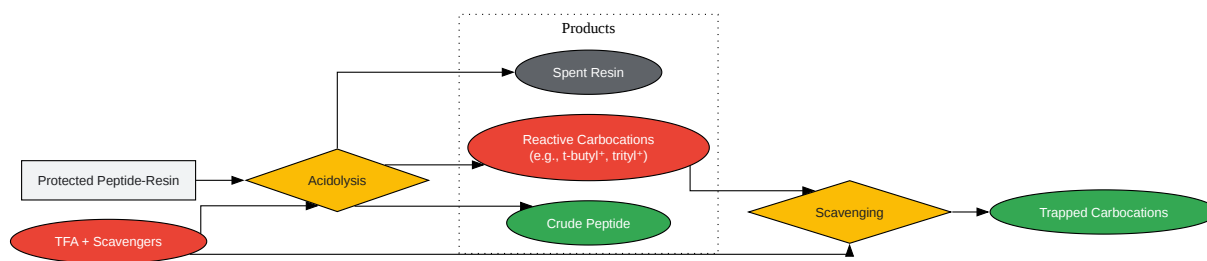 Products
Spent Resin
Reactive Carbocations
(e.g., t-butyl⁺, trityl⁺)
Protected Peptide-Resin
Acidolysis
Scavenging
Trapped Carbocations
Crude Peptide
TFA + Scavengers